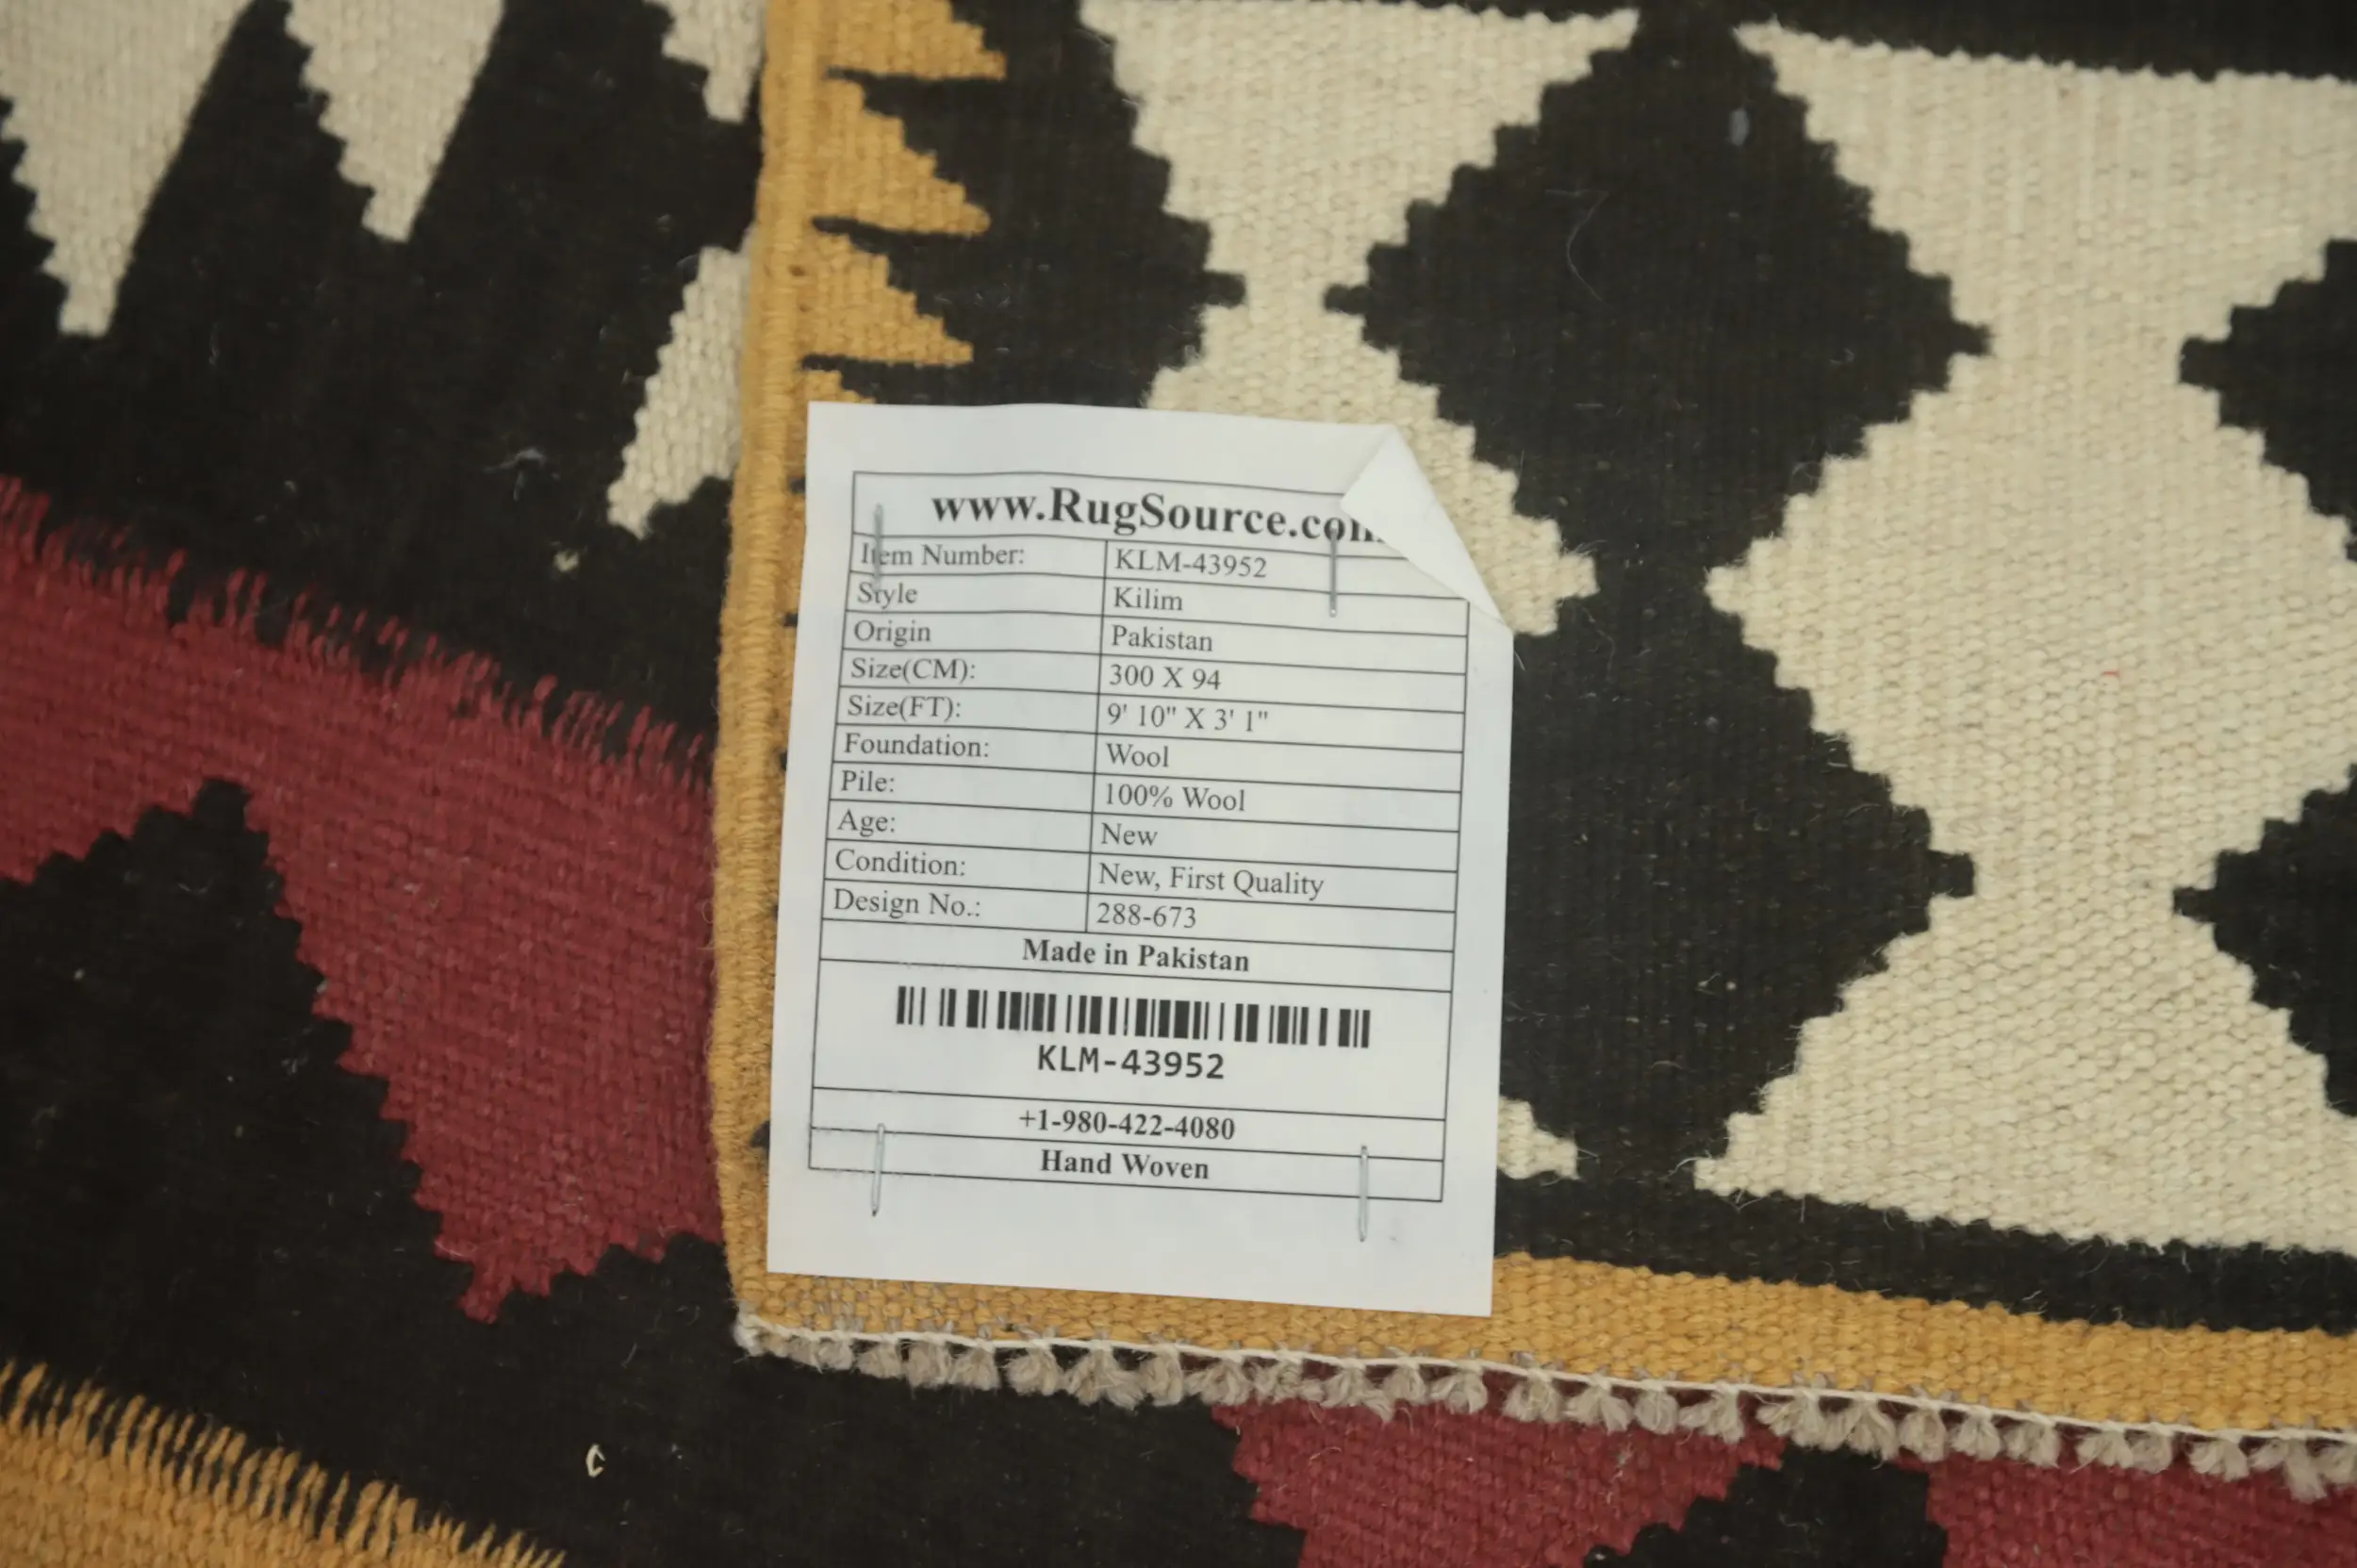 www.RugSource.com
Item Number: KLM-43952
Style Kilim
Origin Pakistan
Size(CM): 300 X 94
Size(FT): 9' 10" X 3' 1"
Foundation: Wool
Pile: 100% Wool
Age: New
Condition: New, First Quality
Design No.: 288-673
Made in Pakistan
KLM-43952
+1-980-422-4080
Hand Woven